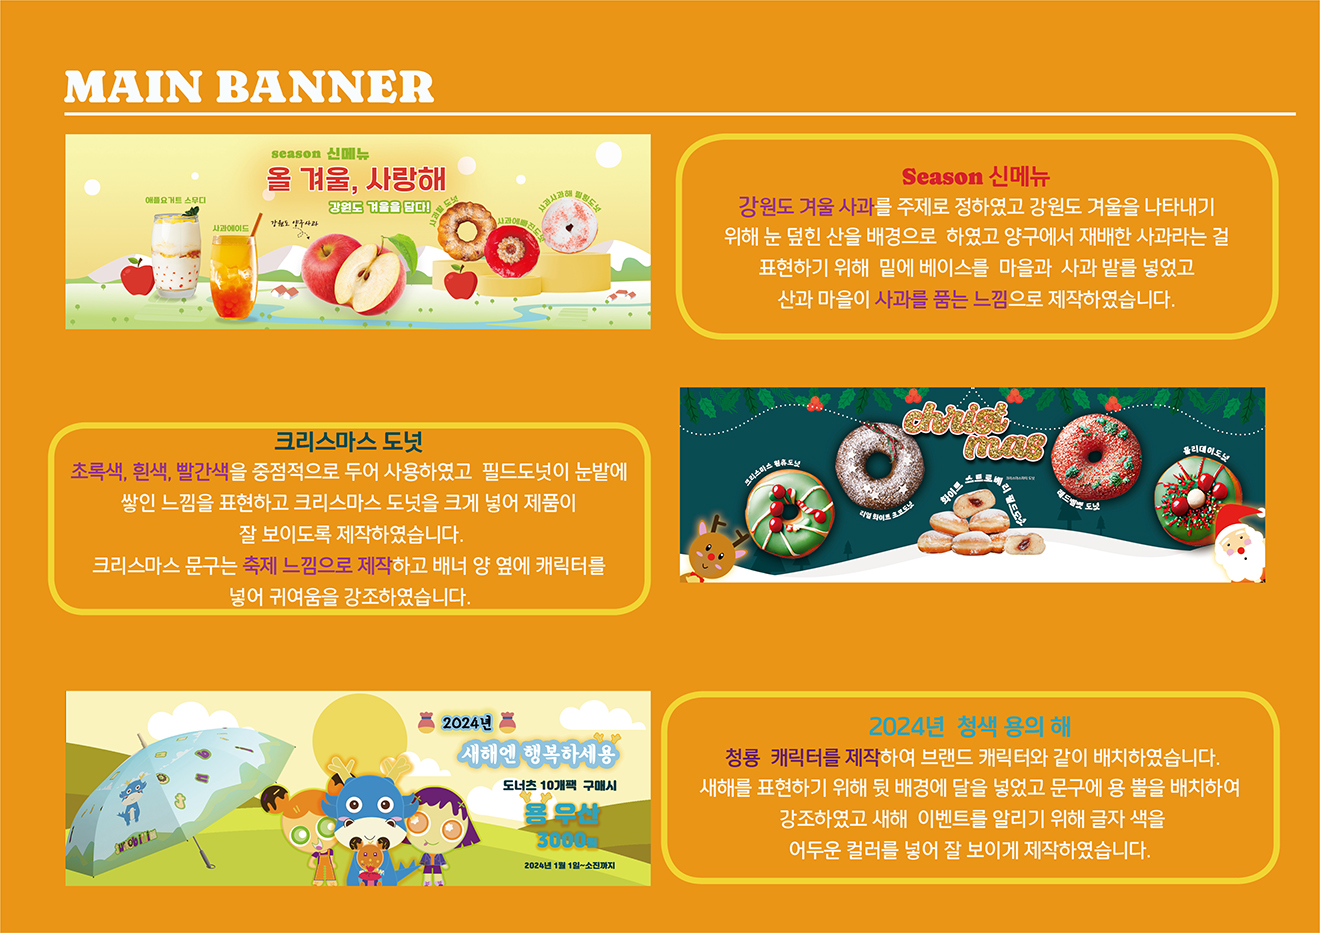 MAIN BANNER
season 신메뉴
올 겨울, 사랑해
강원도 겨울을 담다!
애플요거트 스무디
사과에이드
강원도 양구사과
사과링 도넛
사과에빠진도넛
사과사과해 필링도넛
Season 신메뉴
강원도 겨울 사과를 주제로 정하였고 강원도 겨울을 나타내기
위해 눈 덮힌 산을 배경으로 하였고 양구에서 재배한 사과라는 걸
표현하기 위해 밑에 베이스를 마을과 사과 밭를 넣었고
산과 마을이 사과를 품는 느낌으로 제작하였습니다.
크리스마스 도넛
초록색, 흰색, 빨간색을 중점적으로 두어 사용하였고 필드도넛이 눈밭에
쌓인 느낌을 표현하고 크리스마스 도넛을 크게 넣어 제품이
잘 보이도록 제작하였습니다.
크리스마스 문구는 축제 느낌으로 제작하고 배너 양 옆에 캐릭터를
넣어 귀여움을 강조하였습니다.
christ
mas
크리스마스 링츄도넛
리얼 화이트 초코도넛
화이트 스트로베리 필드도넛
레드벨벳 도넛
홀리데이도넛
2024년
새해엔 행복하세용
도너츠 10개팩 구매시
용 우산
3000원
2024년 1월 1일~소진까지
2024년 청색 용의 해
청룡 캐릭터를 제작하여 브랜드 캐릭터와 같이 배치하였습니다.
새해를 표현하기 위해 뒷 배경에 달을 넣었고 문구에 용 뿔을 배치하여
강조하였고 새해 이벤트를 알리기 위해 글자 색을
어두운 컬러를 넣어 잘 보이게 제작하였습니다.